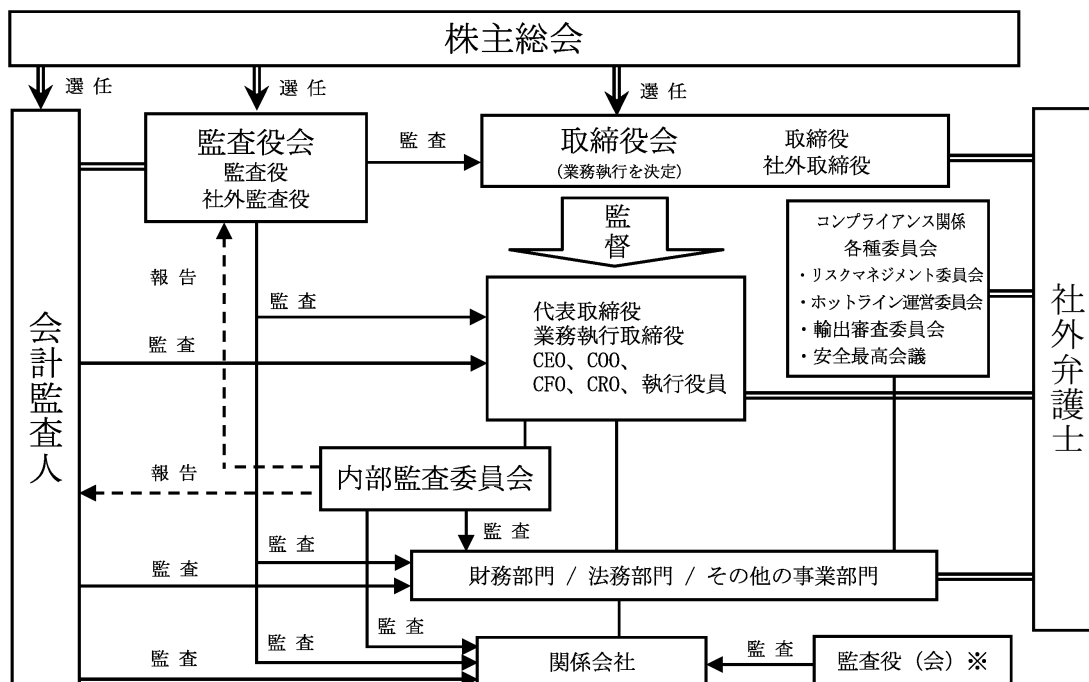 株主総会
選 任
選 任
選 任
監査役会
監査役
社外監査役
監 査
取締役会
(業務執行を決定)
取締役
社外取締役
監
督
コンプライアンス関係
各種委員会
・リスクマネジメント委員会
・ホットライン運営委員会
・輸出審査委員会
・安全最高会議
報 告
監 査
監 査
代表取締役
業務執行取締役
CEO、COO、
CFO、CRO、執行役員
会計監査人
社外弁護士
報 告
内部監査委員会
監 査
監 査
監 査
財務部門 / 法務部門 / その他の事業部門
監 査
監 査
監 査
関係会社
監 査
監査役（会）※